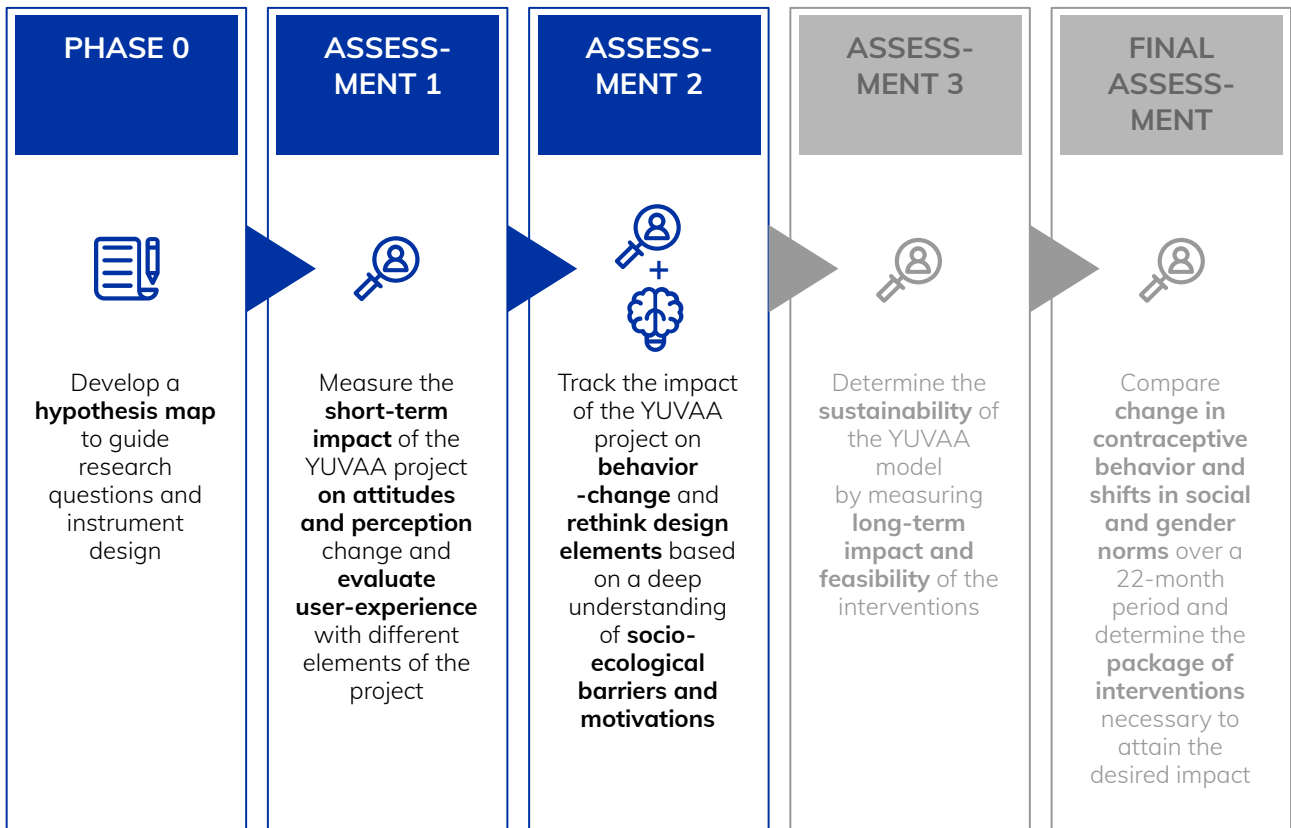 PHASE 0
Develop a
hypothesis map
to guide
research
questions and
instrument
design
ASSESS-
MENT 1
Measure the
short-term
impact of the
YUVAA project
on attitudes
and perception
change and
evaluate
user-experience
with different
elements of the
project
ASSESS-
MENT 2
+
Track the impact
of the YUVAA
project on
behavior
-change and
rethink design
elements based
on a deep
understanding
of socio-
ecological
barriers and
motivations
ASSESS-
MENT 3
Determine the
sustainability of
the YUVAA
model
by measuring
long-term
impact and
feasibility of the
interventions
FINAL
ASSESS-
MENT
Compare
change in
contraceptive
behavior and
shifts in social
and gender
norms over a
22-month
period and
determine the
package of
interventions
necessary to
attain the
desired impact